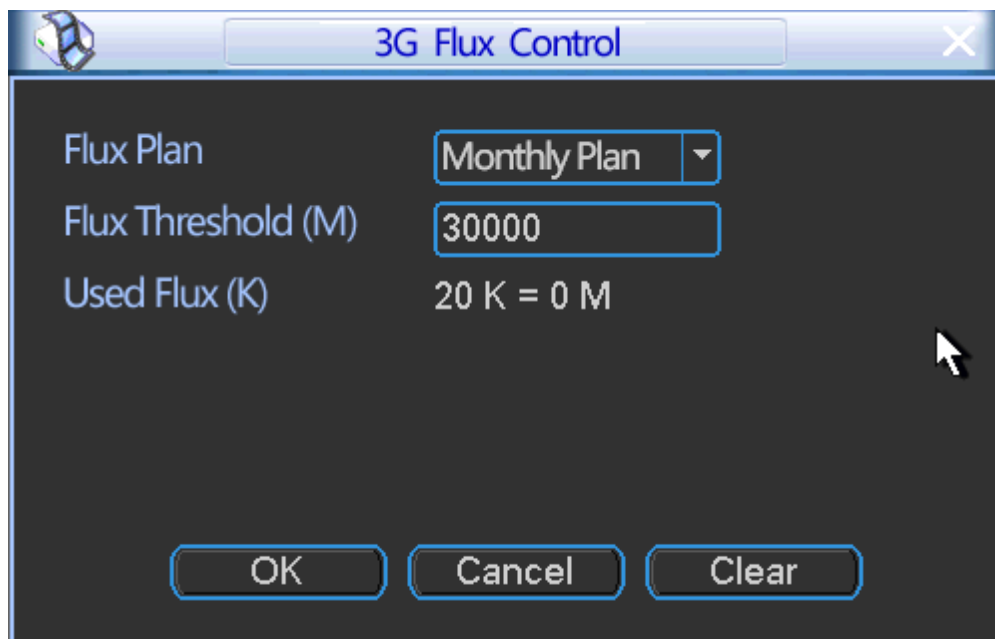 3G Flux Control
Flux Plan Monthly Plan
Flux Threshold (M) 30000
Used Flux (K) 20 K = 0 M
OK Cancel Clear